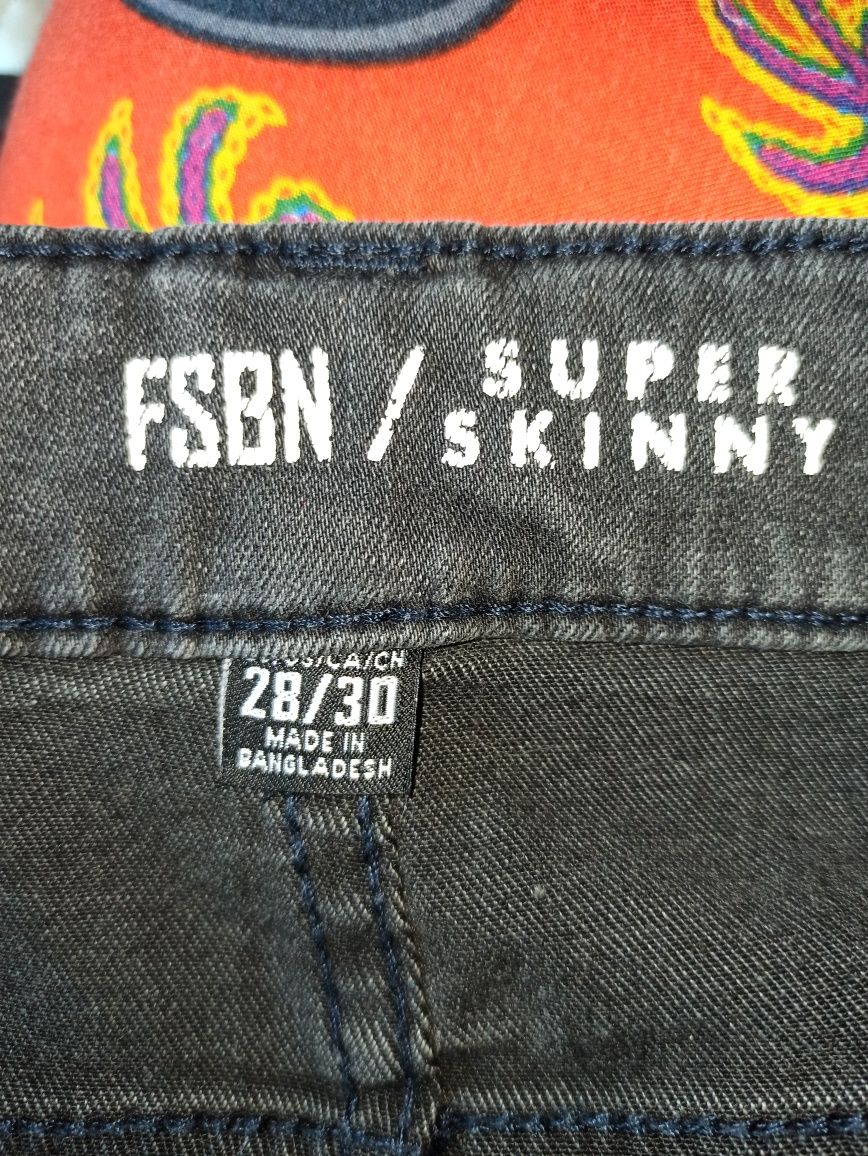 FSBN / SUPER
SKINNY
28/30
MADE IN
BANGLADESH